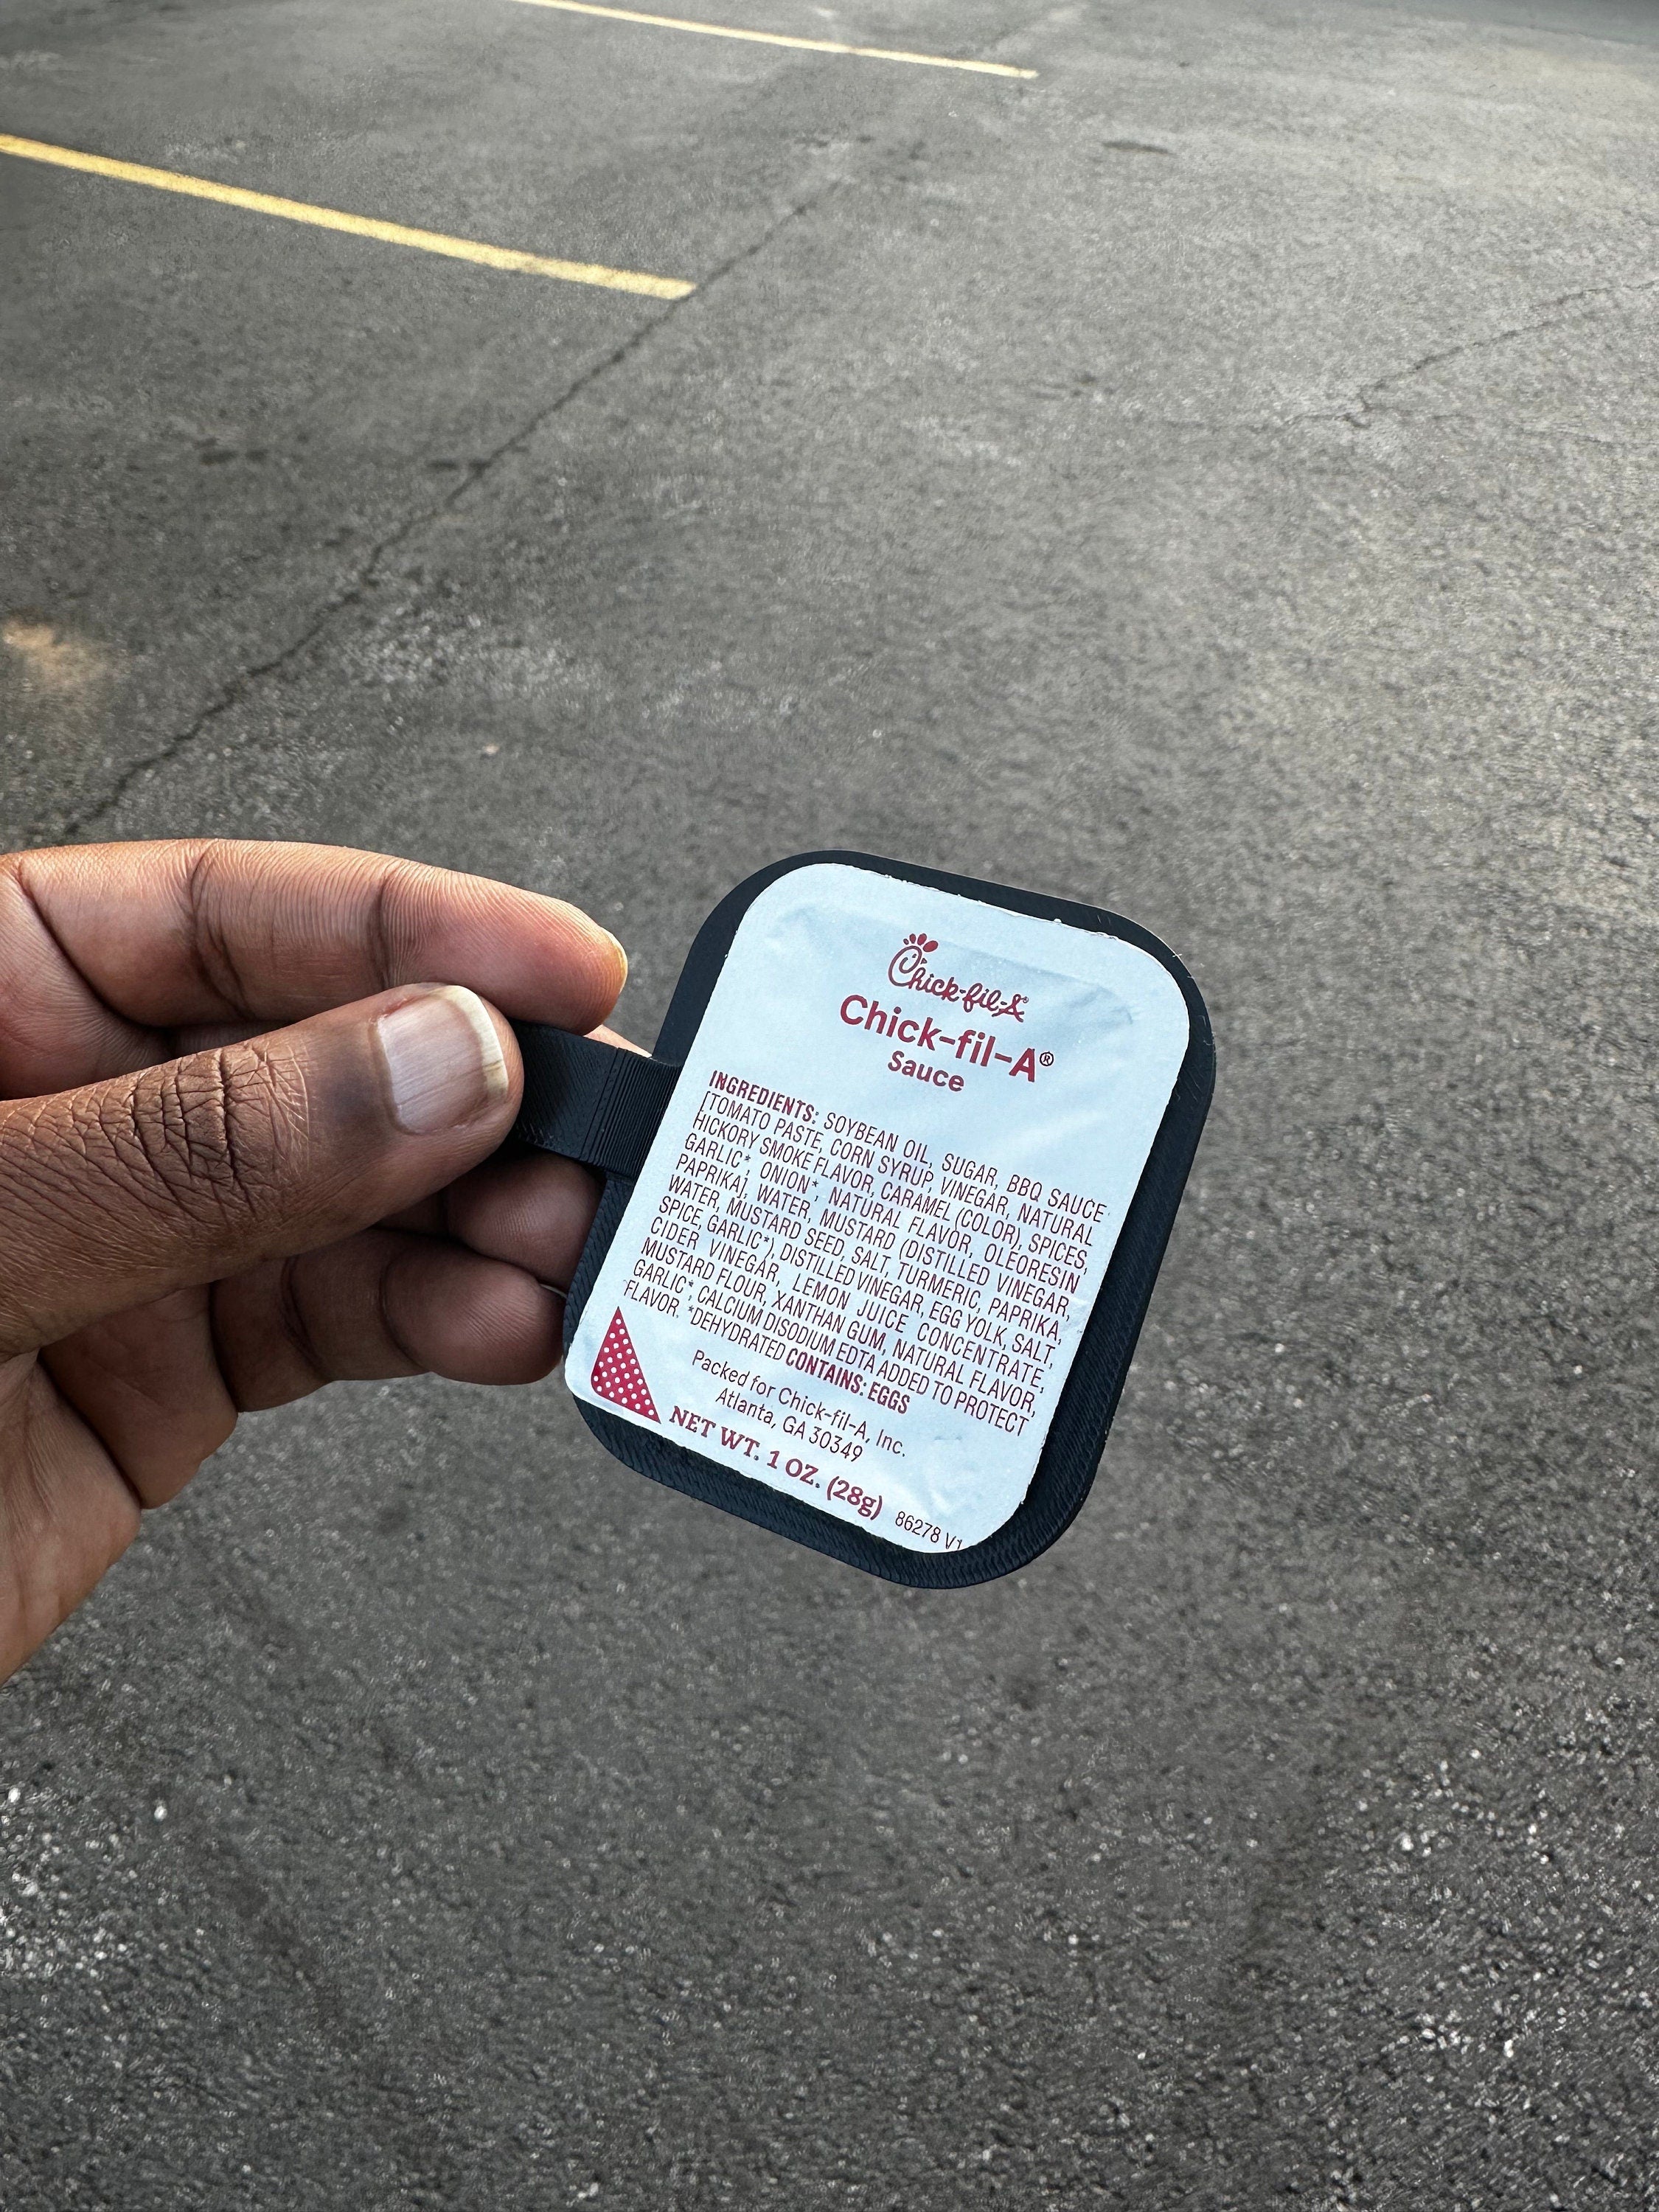 Chick-fil-A®
Chick-fil-A®
Sauce
INGREDIENTS: SOYBEAN OIL, SUGAR, BBQ SAUCE
[TOMATO PASTE, CORN SYRUP, VINEGAR, NATURAL
HICKORY SMOKE FLAVOR, CARAMEL (COLOR), SPICES,
GARLIC*, ONION*, NATURAL FLAVOR, OLEORESIN
PAPRIKA], WATER, MUSTARD (DISTILLED VINEGAR,
WATER, MUSTARD SEED, SALT, TURMERIC, PAPRIKA,
SPICE, GARLIC*), DISTILLED VINEGAR, EGG YOLK, SALT,
CIDER VINEGAR, LEMON JUICE CONCENTRATE,
MUSTARD FLOUR, XANTHAN GUM, NATURAL FLAVOR,
GARLIC*, CALCIUM DISODIUM EDTA ADDED TO PROTECT
FLAVOR. *DEHYDRATED CONTAINS: EGGS
Packed for Chick-fil-A, Inc.
Atlanta, GA 30349
NET WT. 1 OZ. (28g)
86278 V1